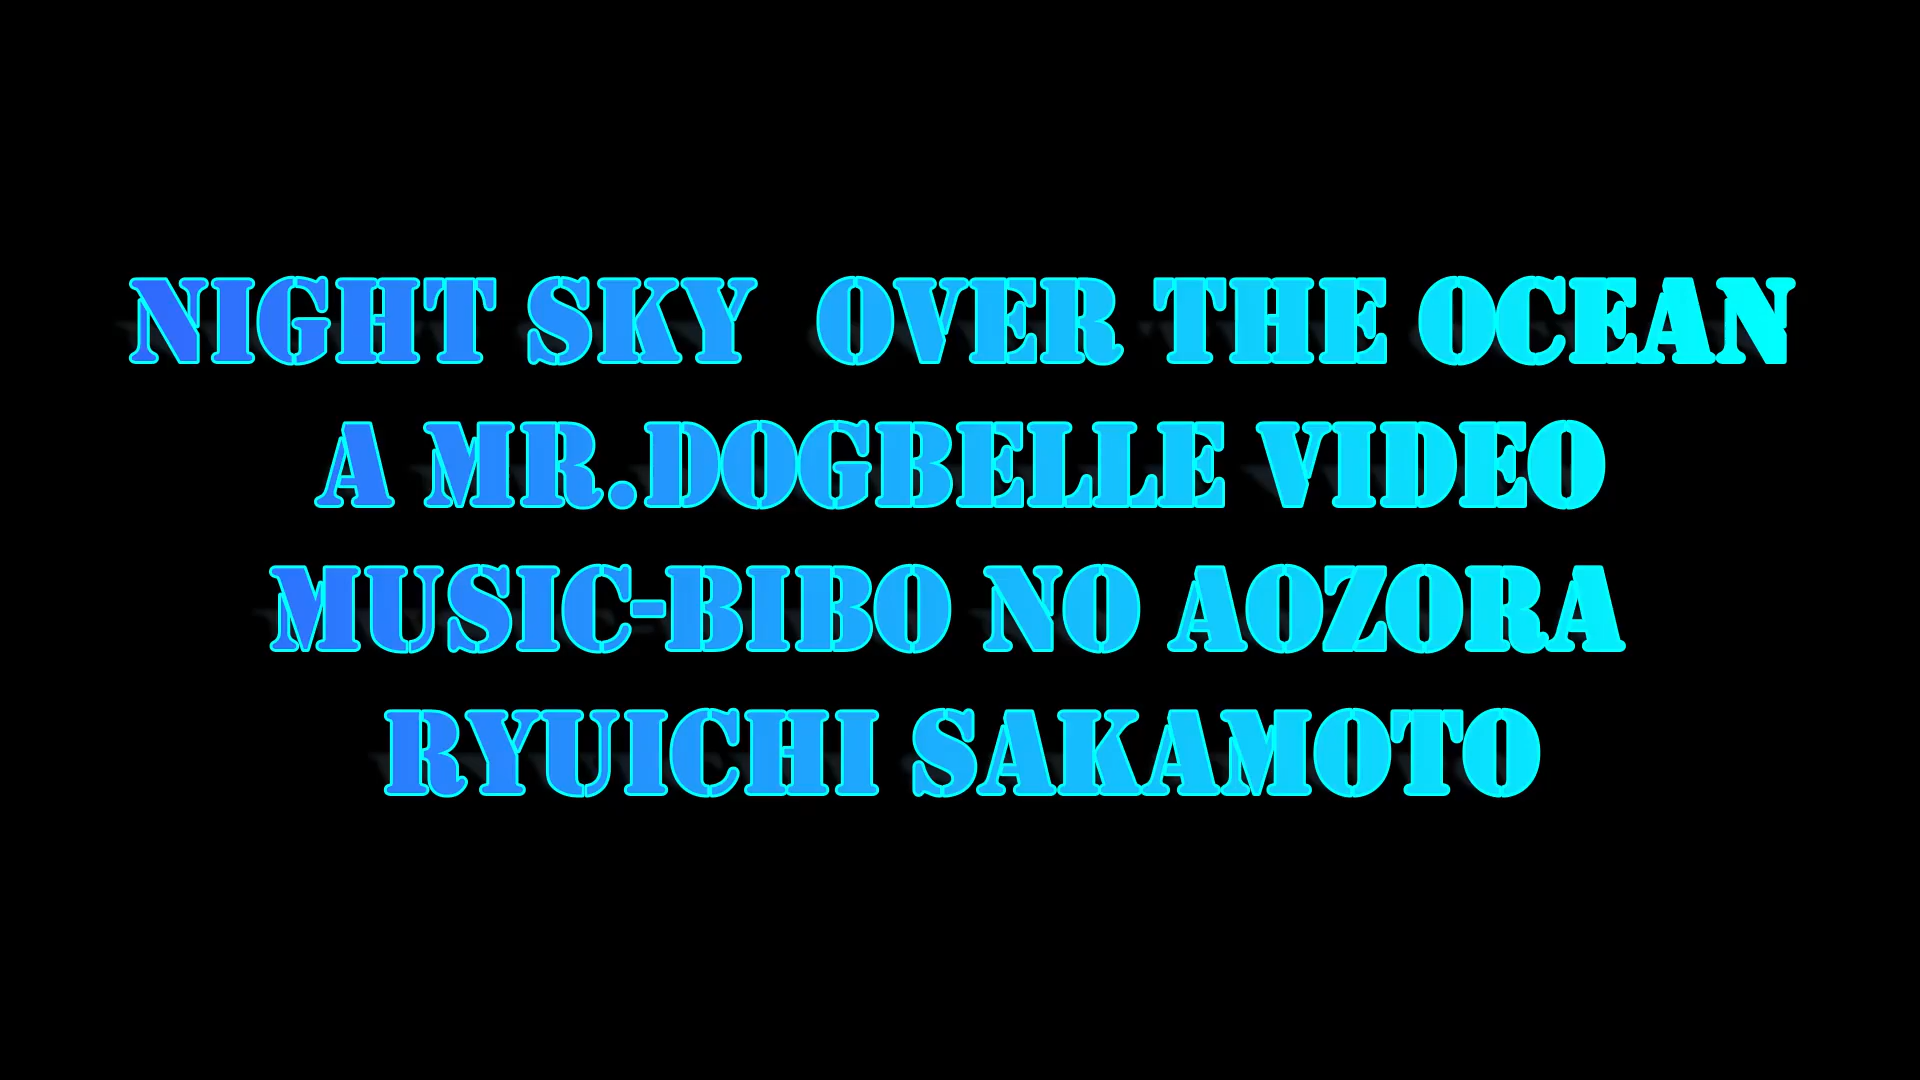 NIGHT SKY  OVER THE OCEAN
A MR.DOGBELLE VIDEO
MUSIC-BIBO NO AOZORA
RYUICHI SAKAMOTO